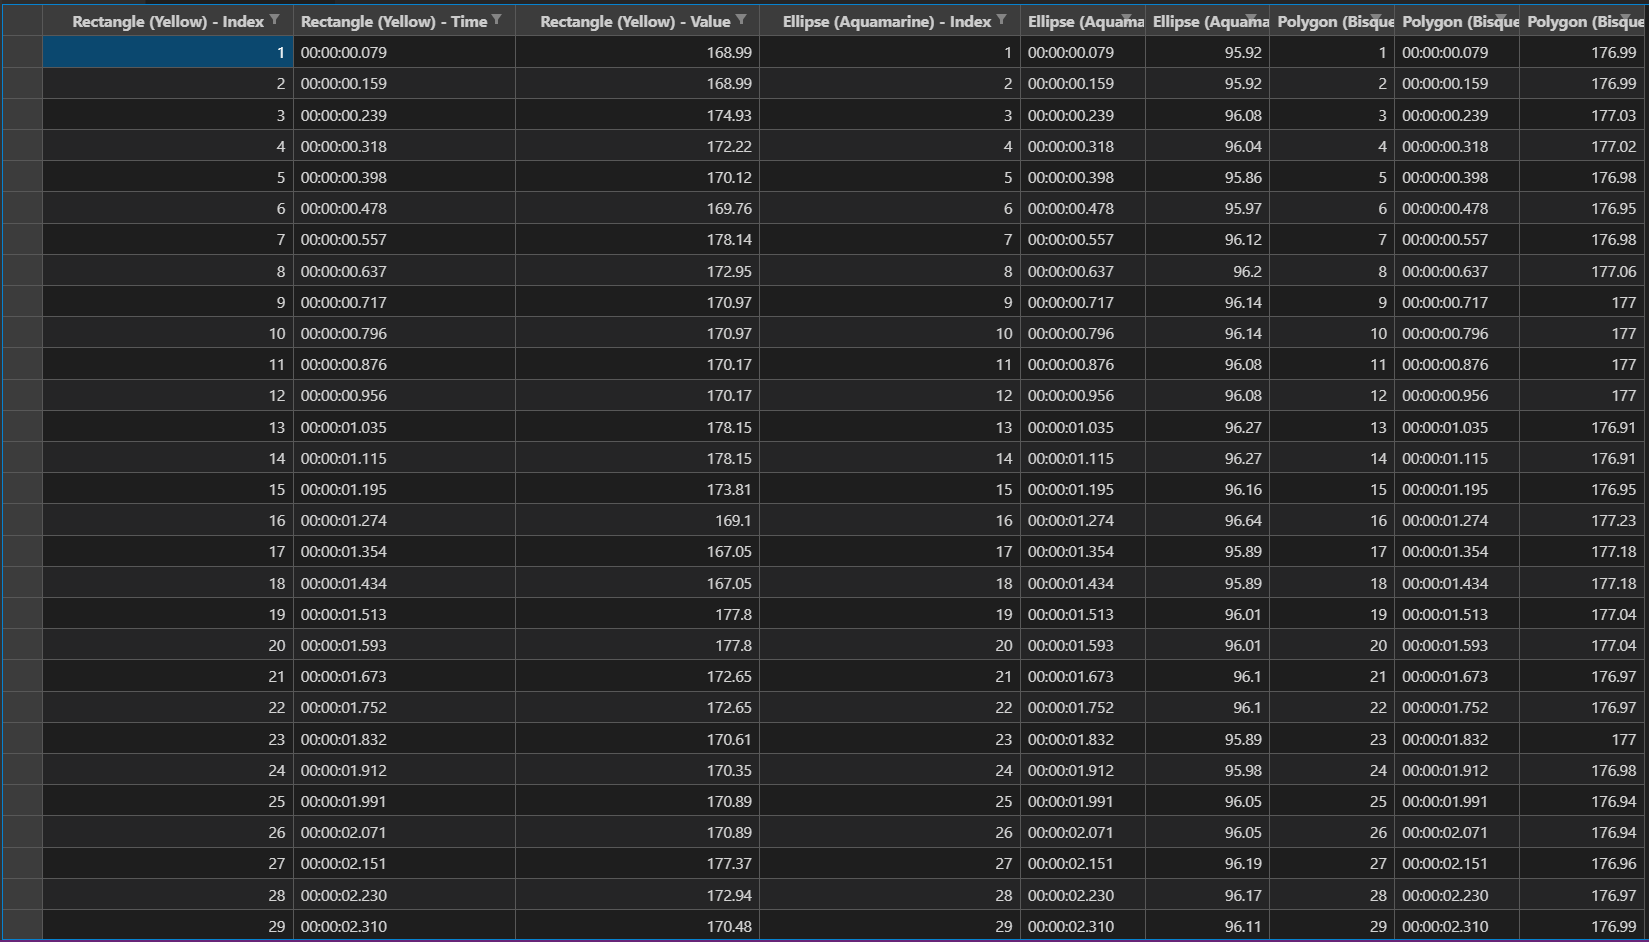 Rectangle (Yellow) - Index Rectangle (Yellow) - Time Rectangle (Yellow) - Value Ellipse (Aquamarine) - Index Ellipse (Aquama Ellipse (Aquama Polygon (Bisque Polygon (Bisque Polygon (Bisque
1 00:00:00.079 168.99 1 00:00:00.079 95.92 1 00:00:00.079 176.99
2 00:00:00.159 168.99 2 00:00:00.159 95.92 2 00:00:00.159 176.99
3 00:00:00.239 174.93 3 00:00:00.239 96.08 3 00:00:00.239 177.03
4 00:00:00.318 172.22 4 00:00:00.318 96.04 4 00:00:00.318 177.02
5 00:00:00.398 170.12 5 00:00:00.398 95.86 5 00:00:00.398 176.98
6 00:00:00.478 169.76 6 00:00:00.478 95.97 6 00:00:00.478 176.95
7 00:00:00.557 178.14 7 00:00:00.557 96.12 7 00:00:00.557 176.98
8 00:00:00.637 172.95 8 00:00:00.637 96.2 8 00:00:00.637 177.06
9 00:00:00.717 170.97 9 00:00:00.717 96.14 9 00:00:00.717 177
10 00:00:00.796 170.97 10 00:00:00.796 96.14 10 00:00:00.796 177
11 00:00:00.876 170.17 11 00:00:00.876 96.08 11 00:00:00.876 177
12 00:00:00.956 170.17 12 00:00:00.956 96.08 12 00:00:00.956 177
13 00:00:01.035 178.15 13 00:00:01.035 96.27 13 00:00:01.035 176.91
14 00:00:01.115 178.15 14 00:00:01.115 96.27 14 00:00:01.115 176.91
15 00:00:01.195 173.81 15 00:00:01.195 96.16 15 00:00:01.195 176.95
16 00:00:01.274 169.1 16 00:00:01.274 96.64 16 00:00:01.274 177.23
17 00:00:01.354 167.05 17 00:00:01.354 95.89 17 00:00:01.354 177.18
18 00:00:01.434 167.05 18 00:00:01.434 95.89 18 00:00:01.434 177.18
19 00:00:01.513 177.8 19 00:00:01.513 96.01 19 00:00:01.513 177.04
20 00:00:01.593 177.8 20 00:00:01.593 96.01 20 00:00:01.593 177.04
21 00:00:01.673 172.65 21 00:00:01.673 96.1 21 00:00:01.673 176.97
22 00:00:01.752 172.65 22 00:00:01.752 96.1 22 00:00:01.752 176.97
23 00:00:01.832 170.61 23 00:00:01.832 95.89 23 00:00:01.832 177
24 00:00:01.912 170.35 24 00:00:01.912 95.98 24 00:00:01.912 176.98
25 00:00:01.991 170.89 25 00:00:01.991 96.05 25 00:00:01.991 176.94
26 00:00:02.071 170.89 26 00:00:02.071 96.05 26 00:00:02.071 176.94
27 00:00:02.151 177.37 27 00:00:02.151 96.19 27 00:00:02.151 176.96
28 00:00:02.230 172.94 28 00:00:02.230 96.17 28 00:00:02.230 176.97
29 00:00:02.310 170.48 29 00:00:02.310 96.11 29 00:00:02.310 176.99